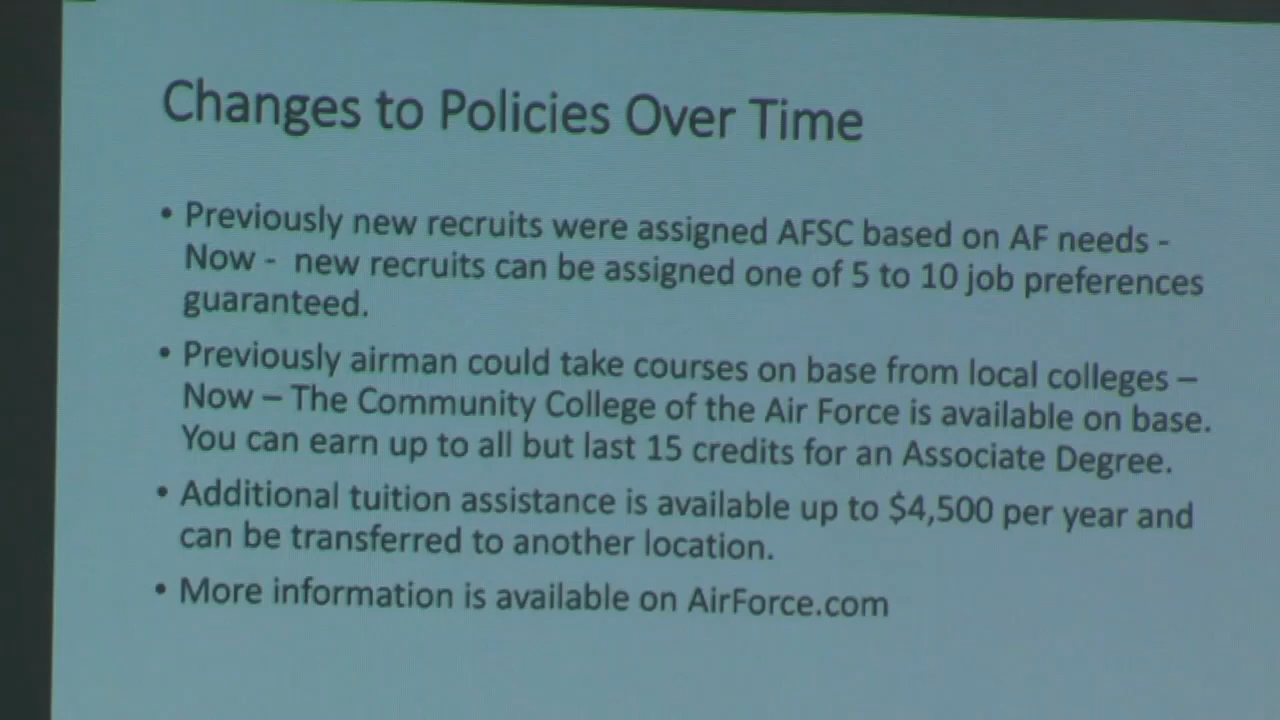 Changes to Policies Over Time
• Previously new recruits were assigned AFSC based on AF needs -
Now -  new recruits can be assigned one of 5 to 10 job preferences
guaranteed.
• Previously airman could take courses on base from local colleges –
Now – The Community College of the Air Force is available on base.
You can earn up to all but last 15 credits for an Associate Degree.
• Additional tuition assistance is available up to $4,500 per year and
can be transferred to another location.
• More information is available on AirForce.com